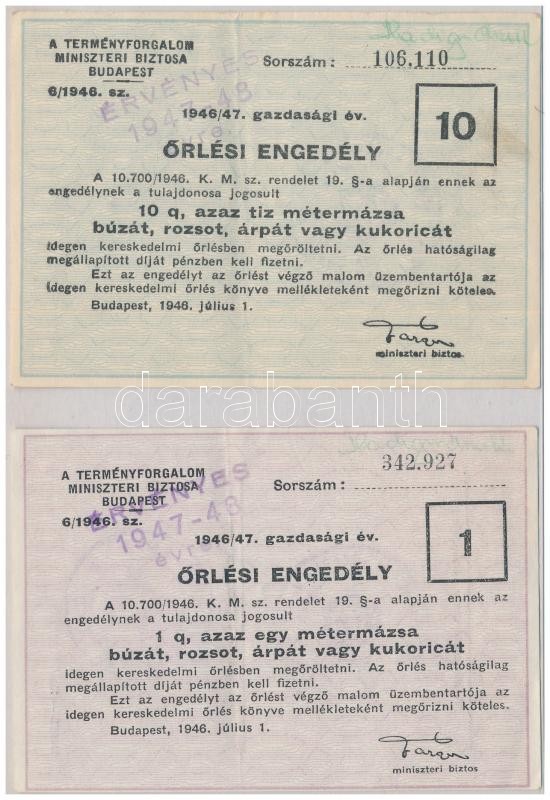 A TERMÉNYFORGALOM
MINISZTERI BIZTOSA
BUDAPEST
6/1946. sz.
ÉRVÉNYES
1947-48
évre
Sorszám: 106,110
10
1946/47. gazdasági év.
ŐRLÉSI ENGEDÉLY
A 10.700/1946. K. M. sz. rendelet 19. §-a alapján ennek az
engedélynek a tulajdonosa jogosult
10 q, azaz tiz métermázsa
búzát, rozsot, árpát vagy kukoricát
idegen kereskedelmi őrlésben megőröltetni. Az őrlés hatóságilag
megállapított díját pénzben kell fizetni.
Ezt az engedélyt az őrlést végző malom üzembentartója az
idegen kereskedelmi őrlés könyve mellékleteként megőrizni köteles.
Budapest, 1946. július 1.
miniszteri biztos.
darabanth
A TERMÉNYFORGALOM
MINISZTERI BIZTOSA
BUDAPEST
6/1946. sz.
ÉRVÉNYES
1947-48
évre
Sorszám: 342.927
1
1946/47. gazdasági év.
ŐRLÉSI ENGEDÉLY
A 10.700/1946. K. M. sz. rendelet 19. §-a alapján ennek az
engedélynek a tulajdonosa jogosult
1 q, azaz egy métermázsa
búzát, rozsot, árpát vagy kukoricát
idegen kereskedelmi őrlésben megőröltetni. Az őrlés hatóságilag
megállapított díját pénzben kell fizetni.
Ezt az engedélyt az őrlést végző malom üzembentartója az
idegen kereskedelmi őrlés könyve mellékleteként megőrizni köteles.
Budapest, 1946. július 1.
miniszteri biztos